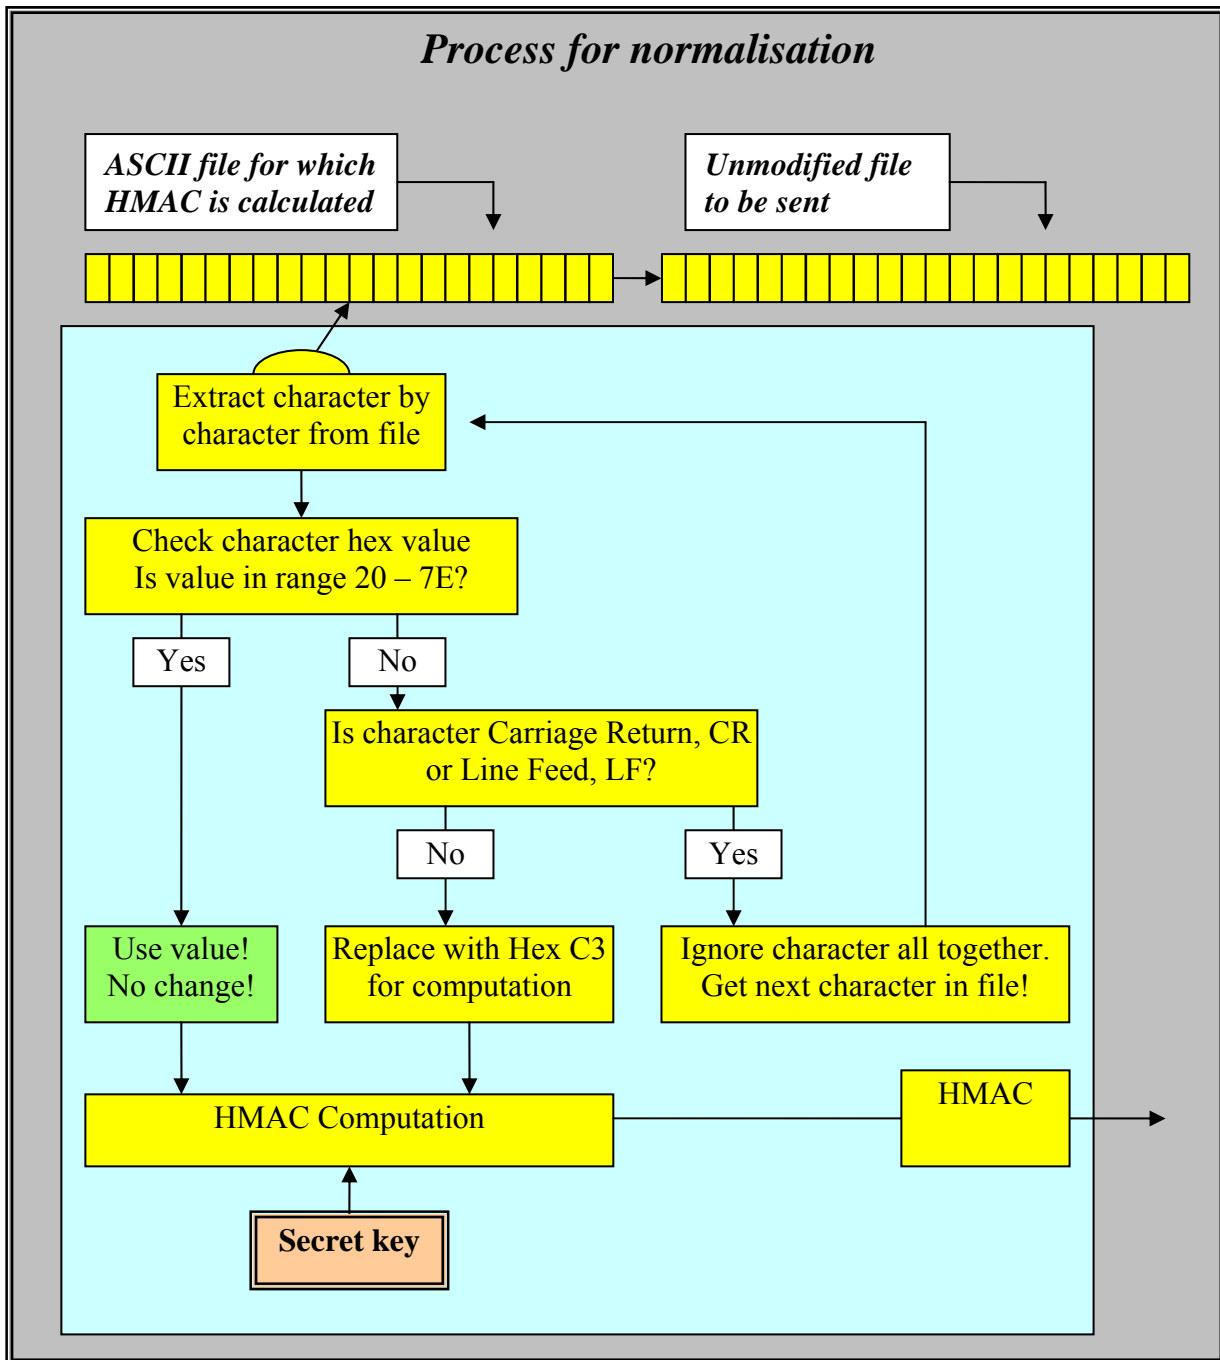 Process for normalisation
ASCII file for which
HMAC is calculated
Unmodified file
to be sent
Extract character by
character from file
Check character hex value
Is value in range 20 – 7E?
Yes
No
Is character Carriage Return, CR
or Line Feed, LF?
No
Yes
Use value!
No change!
Replace with Hex C3
for computation
Ignore character all together.
Get next character in file!
HMAC Computation
HMAC
Secret key